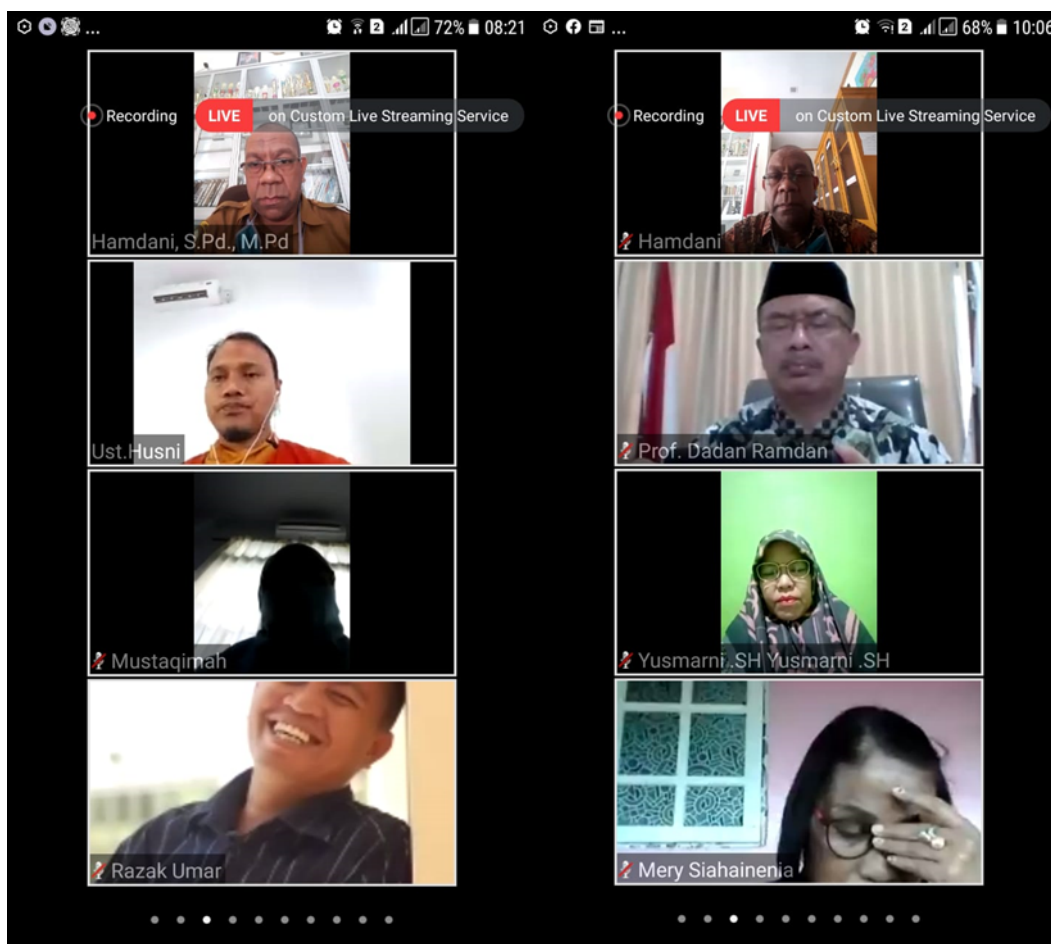 ... 2 72% 08:21
Recording LIVE on Custom Live Streaming Service
Hamdani, S.Pd., M.Pd
Ust.Husni
Mustaqimah
Razak Umar
... 2 68% 10:06
Recording LIVE on Custom Live Streaming Service
Hamdani
Prof. Dadan Ramdan
Yusmarni .SH Yusmarni .SH
Mery Siahainenia